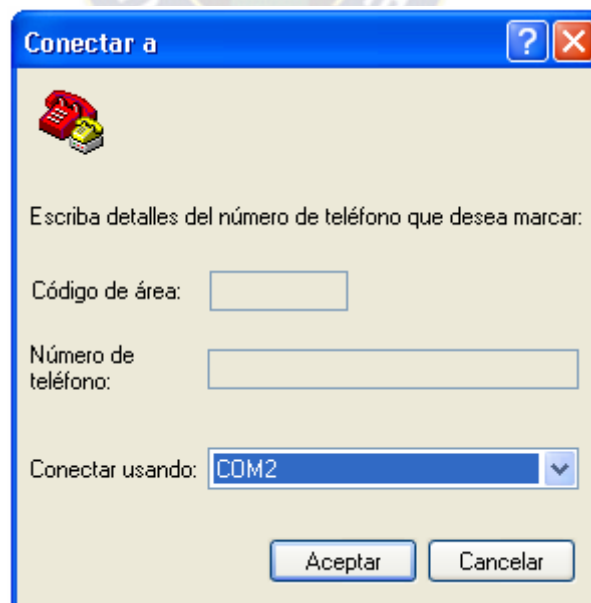 Conectar a
?
Escriba detalles del número de teléfono que desea marcar:
Código de área:
Número de
teléfono:
Conectar usando: COM2
Aceptar Cancelar